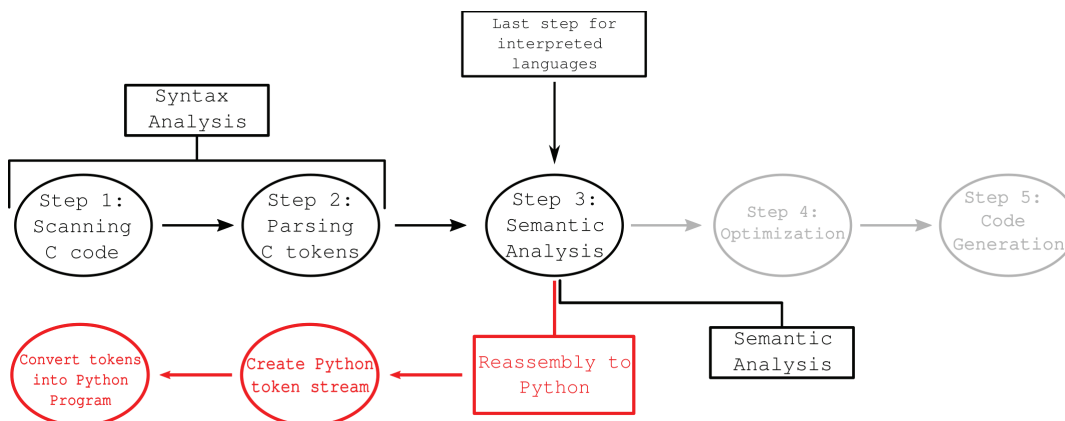 Last step for
interpreted
languages
Syntax
Analysis
Step 1:
Scanning
C code
Step 2:
Parsing
C tokens
Step 3:
Semantic
Analysis
Step 4:
Optimization
Step 5:
Code
Generation
Semantic
Analysis
Reassembly to
Python
Create Python
token stream
Convert tokens
into Python
Program